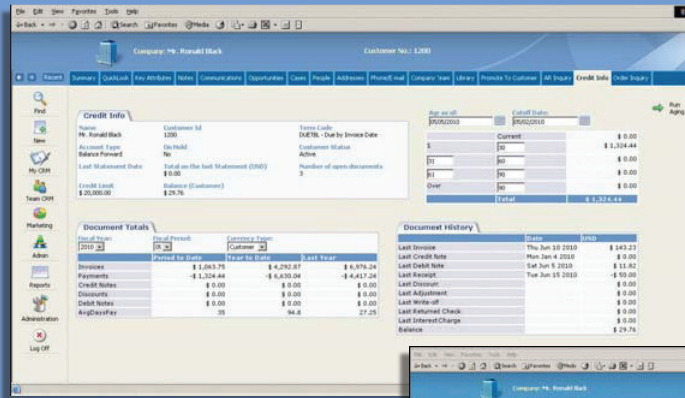 File Edit View Favorites Tools Help
Back Search Favorites Media
Company: Mr. Ronald Black Customer No.: 1200
Recent Summary QuickLook Key Attributes Notes Communications Opportunities Cases People Addresses Phone/E-mail Company Team Library Promote To Customer AR Inquiry Credit Info Order Inquiry
Find
New
My CRM
Team CRM
Marketing
Admin
Reports
Administration
Log Off
Credit Info
Name Customer Id Term Code
Mr. Ronald Black 1200 DUETBL - Due by Invoice Date
Account Type On Hold Customer Status
Balance Forward No Active
Last Statement Date Total on the last Statement (USD) Number of open documents
$ 0.00 3
Credit Limit Balance (Customer)
$ 20,000.00 $ 29.76
Age as of: Cutoff Date:
05/05/2010 05/02/2010
Run Aging
Current $ 0.00
1 30 $ 1,324.44
31 60 $ 0.00
61 90 $ 0.00
Over 90 $ 0.00
Total $ 1,324.44
Document Totals
Fiscal Year: Fiscal Period: Currency Type:
2010 05 Customer
Period to Date Year to Date Last Year
Invoices $ 1,063.75 $ 4,292.87 $ 6,976.24
Payments -$ 1,324.44 -$ 6,630.04 -$ 4,417.24
Credit Notes $ 0.00 $ 0.00 $ 0.00
Discounts $ 0.00 $ 0.00 $ 0.00
Debit Notes $ 0.00 $ 0.00 $ 0.00
AvgDaysPay 35 94.8 27.25
Document History
Date USD
Last Invoice Thu Jun 10 2010 $ 143.23
Last Credit Note Mon Jan 4 2010 $ 0.00
Last Debit Note Sat Jun 5 2010 $ 11.82
Last Receipt Tue Jun 15 2010 -$ 50.00
Last Discount $ 0.00
Last Adjustment $ 0.00
Last Write-off $ 0.00
Last Returned Check $ 0.00
Last Interest Charge $ 0.00
Balance $ 29.76
File Edit View Favorites Tools Help
Back Search Favorites Media
Company: Mr. Ronald Black